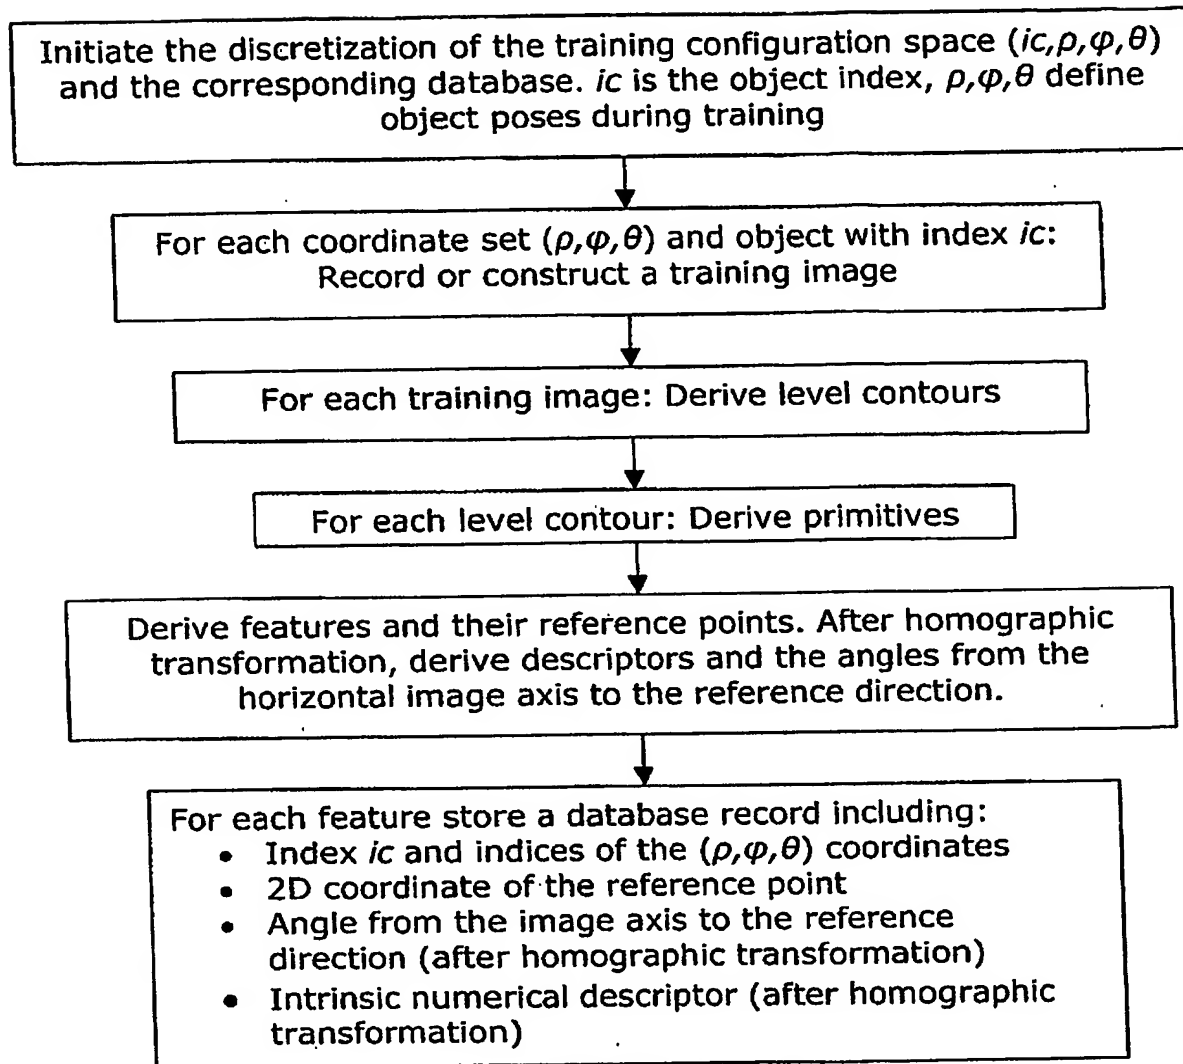 Initiate the discretization of the training configuration space (ic,ρ,φ,θ)
and the corresponding database. ic is the object index, ρ,φ,θ define
object poses during training
For each coordinate set (ρ,φ,θ) and object with index ic:
Record or construct a training image
For each training image: Derive level contours
For each level contour: Derive primitives
Derive features and their reference points. After homographic
transformation, derive descriptors and the angles from the
horizontal image axis to the reference direction.
For each feature store a database record including:
• Index ic and indices of the (ρ,φ,θ) coordinates
• 2D coordinate of the reference point
• Angle from the image axis to the reference
direction (after homographic transformation)
• Intrinsic numerical descriptor (after homographic
transformation)